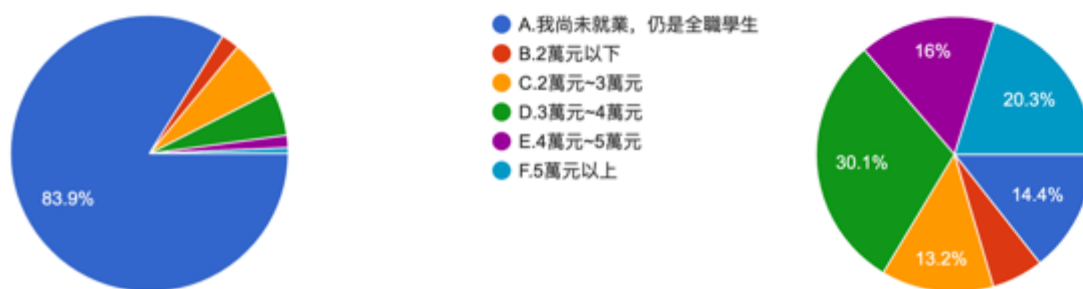 83.9%
A.我尚未就業，仍是全職學生
B.2萬元以下
C.2萬元~3萬元
D.3萬元~4萬元
E.4萬元~5萬元
F.5萬元以上
16%
20.3%
30.1%
14.4%
13.2%